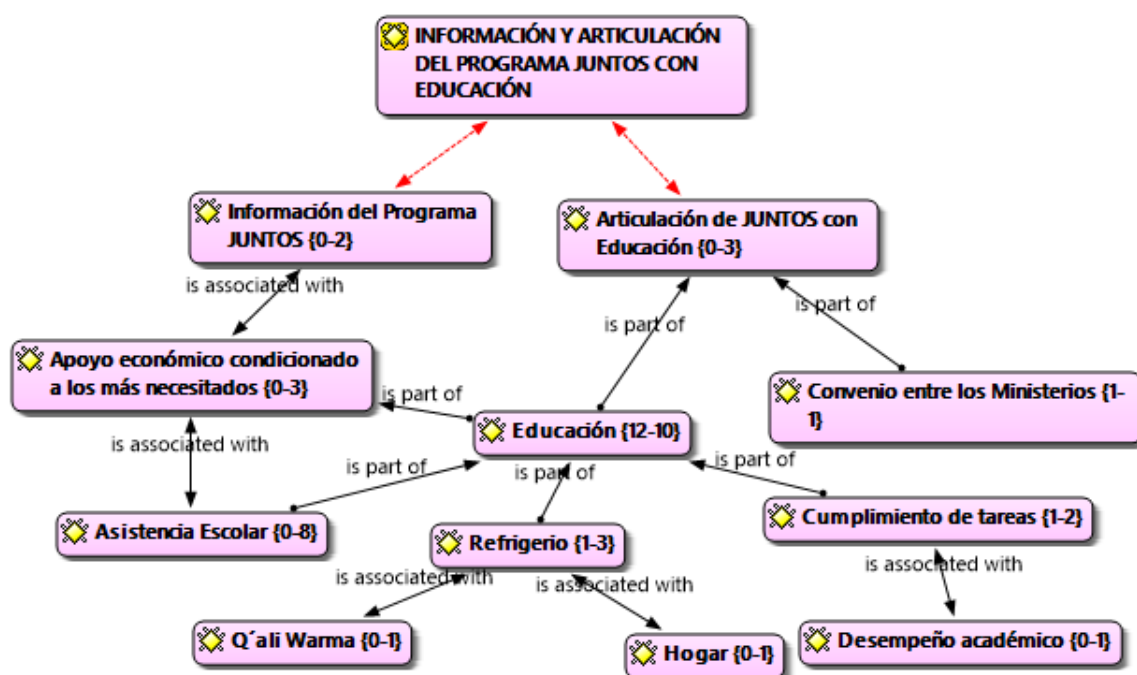 INFORMACIÓN Y ARTICULACIÓN
DEL PROGRAMA JUNTOS CON
EDUCACIÓN
Información del Programa
JUNTOS {0-2}
Articulación de JUNTOS con
Educación {0-3}
is associated with
is part of
is part of
Apoyo económico condicionado
a los más necesitados {0-3}
is part of
Convenio entre los Ministerios {1-
1}
Educación {12-10}
is associated with
is part of
is part of
is part of
Asistencia Escolar {0-8}
Refrigerio {1-3}
Cumplimiento de tareas {1-2}
is associated with
is associated with
is associated with
Q´ali Warma {0-1}
Hogar {0-1}
Desempeño académico {0-1}